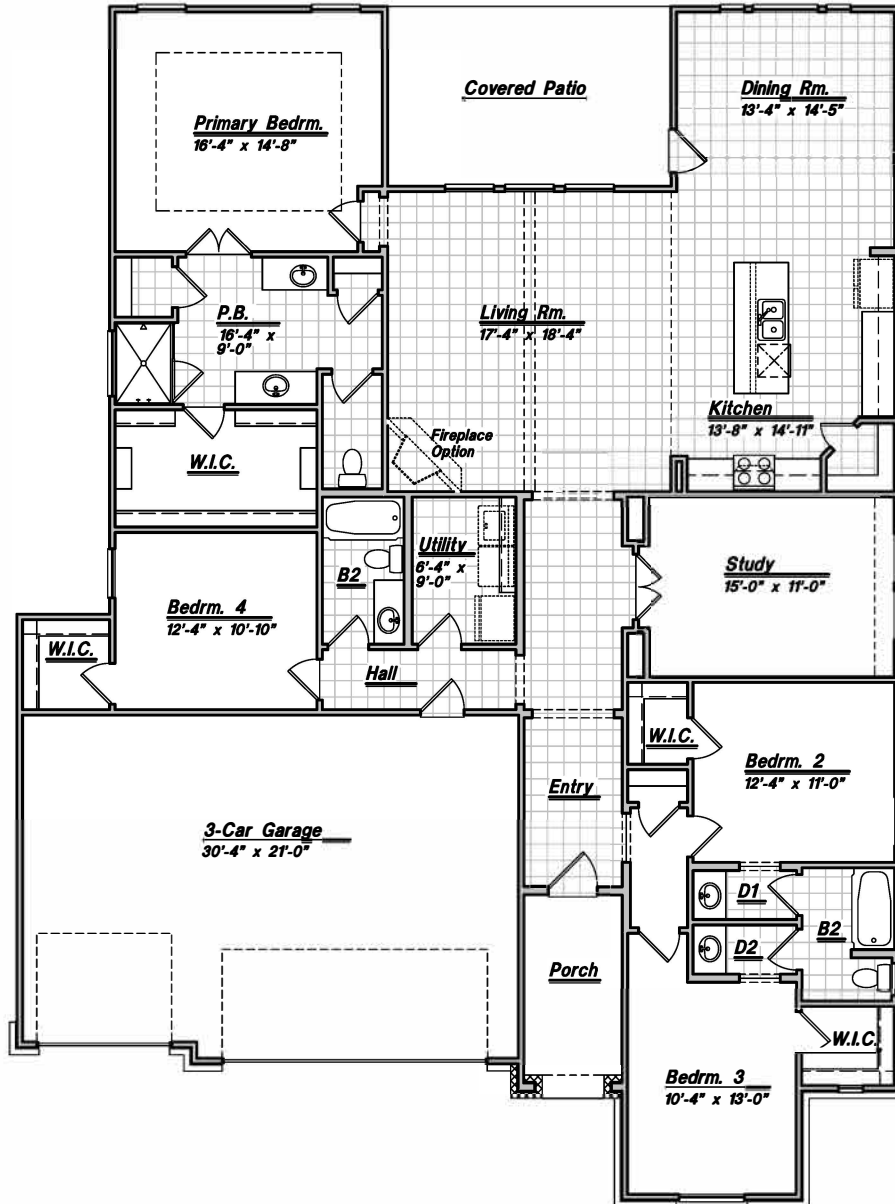 Covered Patio
Dining Rm.
13'-4" x 14'-5"
Primary Bedrm.
16'-4" x 14'-8"
P.B.
16'-4" x
9'-0"
Living Rm.
17'-4" x 18'-4"
Kitchen
13'-8" x 14'-11"
Fireplace
Option
W.I.C.
Utility
6'-4" x
9'-0"
B2
Study
15'-0" x 11'-0"
Bedrm. 4
12'-4" x 10'-10"
W.I.C.
Hall
W.I.C.
Bedrm. 2
12'-4" x 11'-0"
Entry
3-Car Garage
30'-4" x 21'-0"
D1
B2
D2
Porch
W.I.C.
Bedrm. 3
10'-4" x 13'-0"